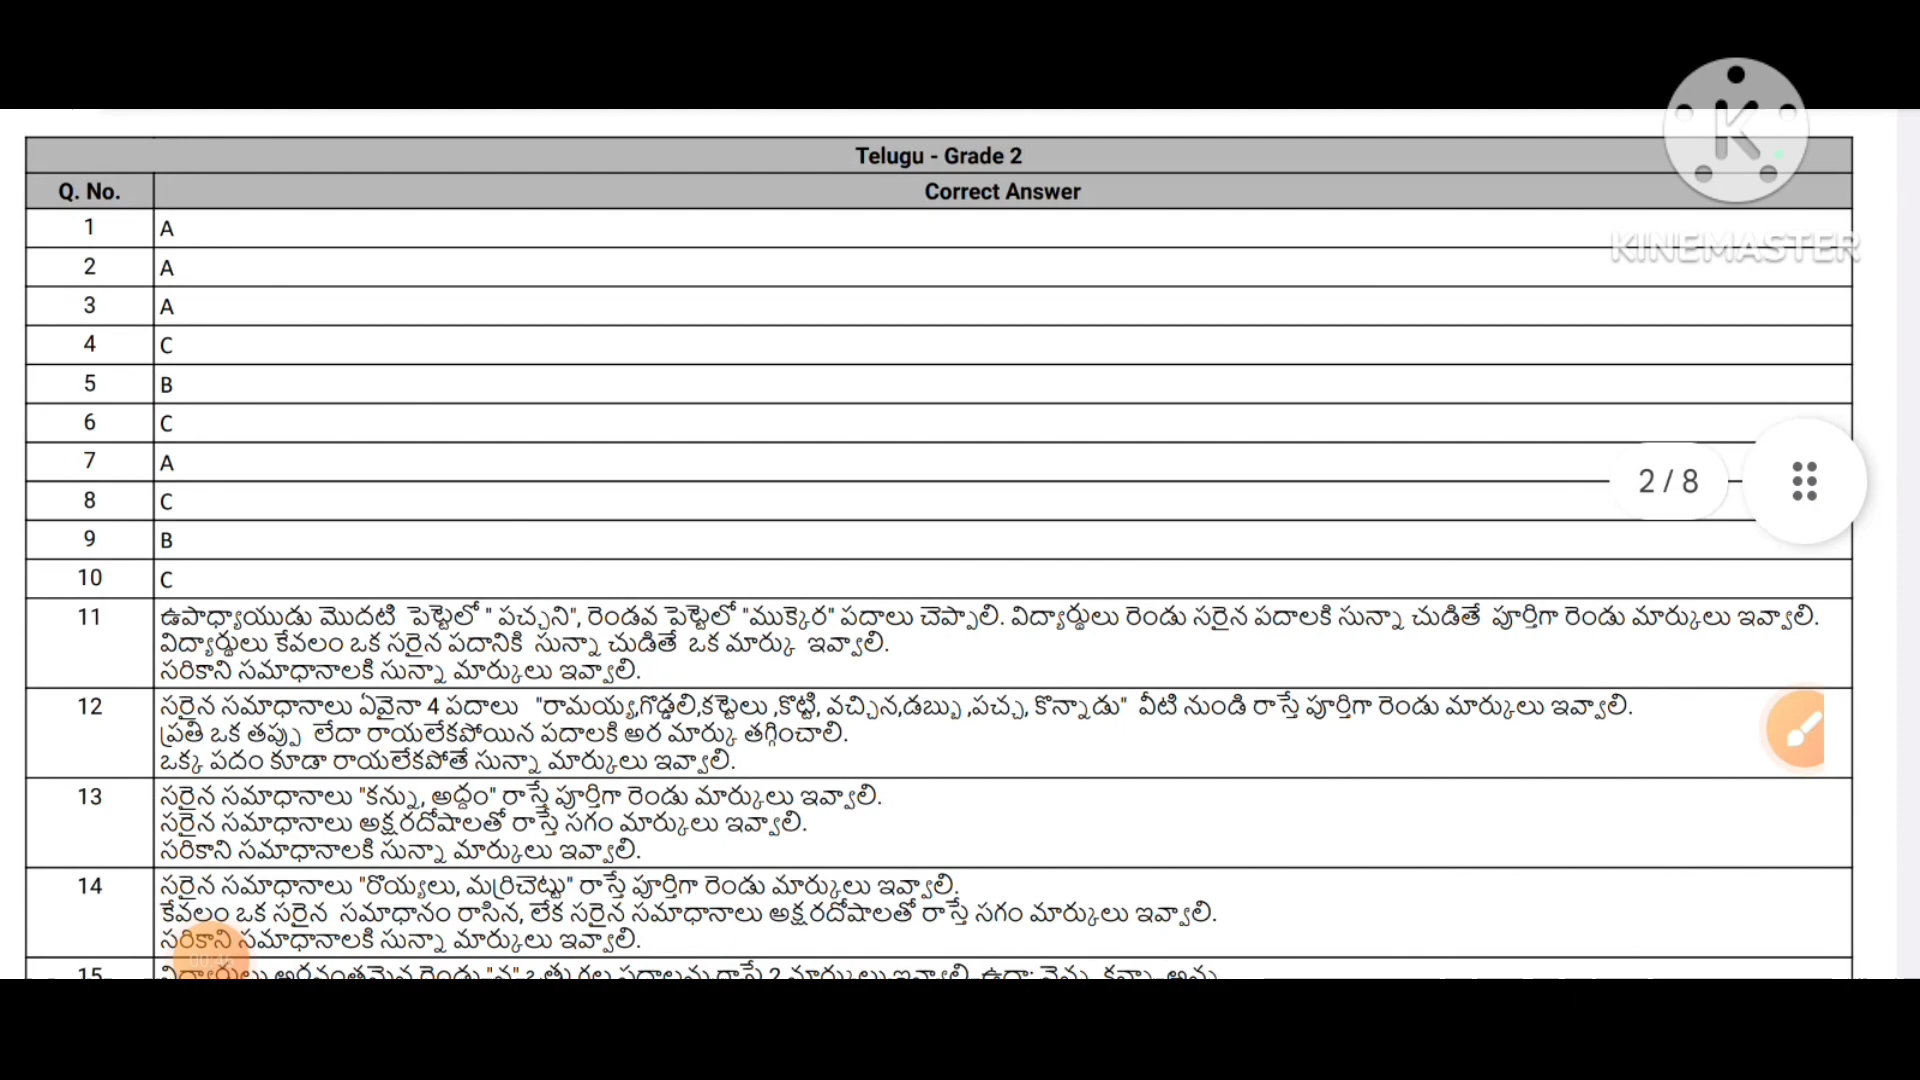 Telugu - Grade 2
Q. No. Correct Answer
1 A
2 A
3 A
4 C
5 B
6 C
7 A
8 C
9 B
10 C
11 ఉపాధ్యాయుడు మొదటి పెట్టెలో " పచ్చని", రెండవ పెట్టెలో "ముక్కెర" పదాలు చెప్పాలి. విద్యార్థులు రెండు సరైన పదాలకి సున్నా చుడితే పూర్తిగా రెండు మార్కులు ఇవ్వాలి.
విద్యార్థులు కేవలం ఒక సరైన పదానికి సున్నా చుడితే ఒక మార్కు ఇవ్వాలి.
సరికాని సమాధానాలకి సున్నా మార్కులు ఇవ్వాలి.
12 సరైన సమాధానాలు ఏవైనా 4 పదాలు "రామయ్య,గొడ్డలి,కట్టెలు ,కొట్టి, వచ్చిన,డబ్బు ,పచ్చ, కొన్నాడు" వీటి నుండి రాస్తే పూర్తిగా రెండు మార్కులు ఇవ్వాలి.
ప్రతి ఒక తప్పు లేదా రాయలేకపోయిన పదాలకి అర మార్కు తగ్గించాలి.
ఒక్క పదం కూడా రాయలేకపోతే సున్నా మార్కులు ఇవ్వాలి.
13 సరైన సమాధానాలు "కన్ను, అద్దం" రాస్తే పూర్తిగా రెండు మార్కులు ఇవ్వాలి.
సరైన సమాధానాలు అక్షరదోషాలతో రాస్తే సగం మార్కులు ఇవ్వాలి.
సరికాని సమాధానాలకి సున్నా మార్కులు ఇవ్వాలి.
14 సరైన సమాధానాలు "రొయ్యలు, మర్రిచెట్టు" రాస్తే పూర్తిగా రెండు మార్కులు ఇవ్వాలి.
కేవలం ఒక సరైన సమాధానం రాసిన, లేక సరైన సమాధానాలు అక్షరదోషాలతో రాస్తే సగం మార్కులు ఇవ్వాలి.
సరికాని సమాధానాలకి సున్నా మార్కులు ఇవ్వాలి.
15
2 / 8
K
KINEMASTER